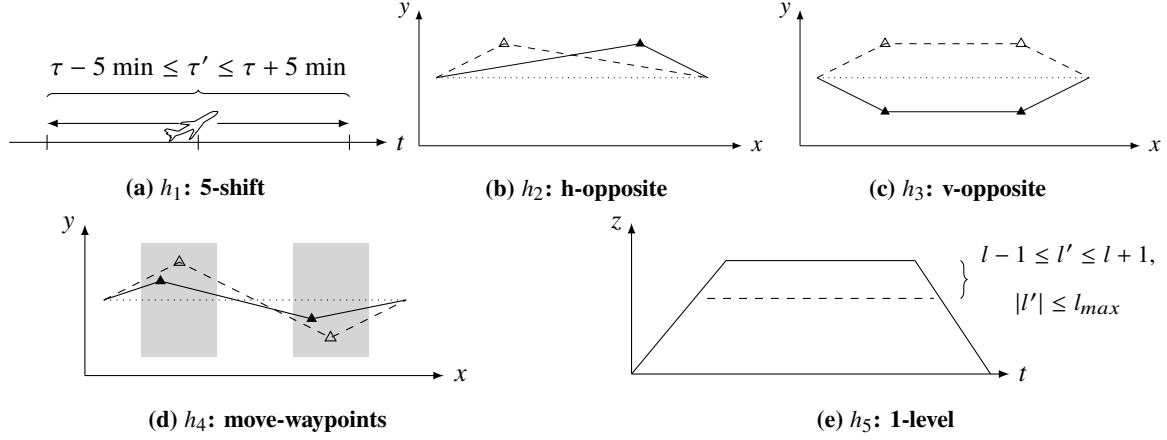 τ − 5 min ≤ τ′ ≤ τ + 5 min
t
(a) h₁: 5-shift
y
x
(b) h₂: h-opposite
y
x
(c) h₃: v-opposite
y
x
(d) h₄: move-waypoints
z
l − 1 ≤ l′ ≤ l + 1,
|l′| ≤ lₘₐₓ
t
(e) h₅: 1-level